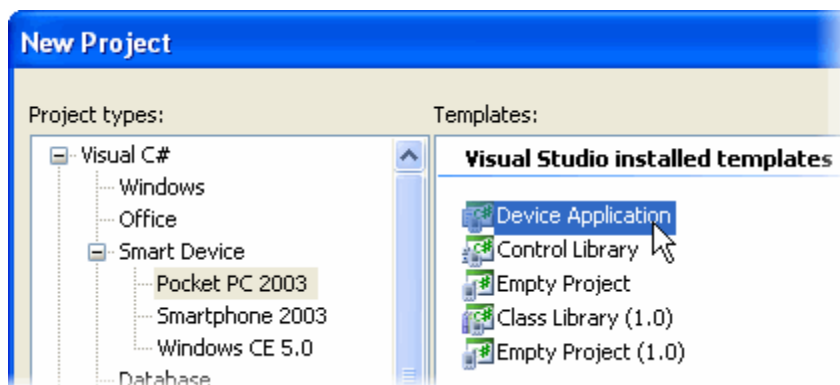 New Project
Project types:
Visual C#
Windows
Office
Smart Device
Pocket PC 2003
Smartphone 2003
Windows CE 5.0
Database
Templates:
Visual Studio installed templates
Device Application
Control Library
Empty Project
Class Library (1.0)
Empty Project (1.0)